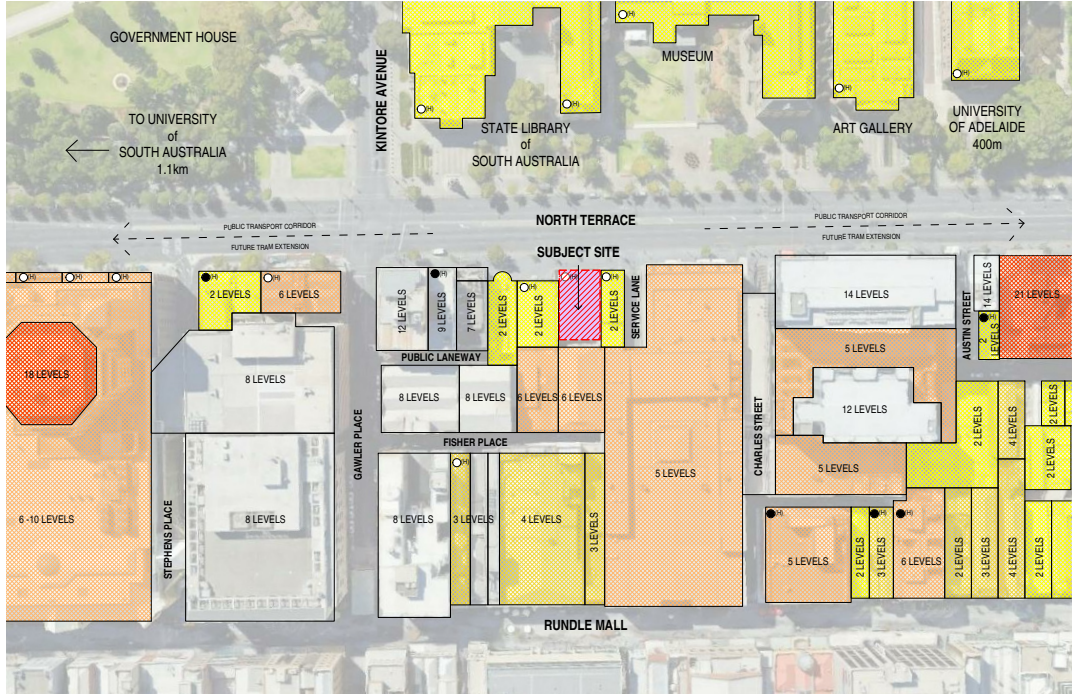 GOVERNMENT HOUSE
TO UNIVERSITY
of
SOUTH AUSTRALIA
1.1km
KINTORE AVENUE
(H)
(H)
STATE LIBRARY
of
SOUTH AUSTRALIA
(H)
MUSEUM
(H)
ART GALLERY
(H)
UNIVERSITY
OF ADELAIDE
400m
PUBLIC TRANSPORT CORRIDOR
FUTURE TRAM EXTENSION
NORTH TERRACE
PUBLIC TRANSPORT CORRIDOR
FUTURE TRAM EXTENSION
SUBJECT SITE
(H)
(H)
(H)
(H)
2 LEVELS
(H)
6 LEVELS
12 LEVELS
(H)
9 LEVELS
7 LEVELS
2 LEVELS
(H)
2 LEVELS
(H)
(H)
2 LEVELS
SERVICE LANE
14 LEVELS
14 LEVELS
21 LEVELS
(H)
2
LEVELS
AUSTIN STREET
18 LEVELS
8 LEVELS
PUBLIC LANEWAY
8 LEVELS
8 LEVELS
6 LEVELS
6 LEVELS
5 LEVELS
12 LEVELS
5 LEVELS
2 LEVELS
4 LEVELS
2 LEVELS
2 LEVELS
GAWLER PLACE
FISHER PLACE
CHARLES STREET
5 LEVELS
6 -10 LEVELS
STEPHENS PLACE
8 LEVELS
8 LEVELS
(H)
3 LEVELS
4 LEVELS
3 LEVELS
(H)
5 LEVELS
2 LEVELS
(H)
3 LEVELS
(H)
6 LEVELS
2 LEVELS
3 LEVELS
4 LEVELS
2 LEVELS
RUNDLE MALL